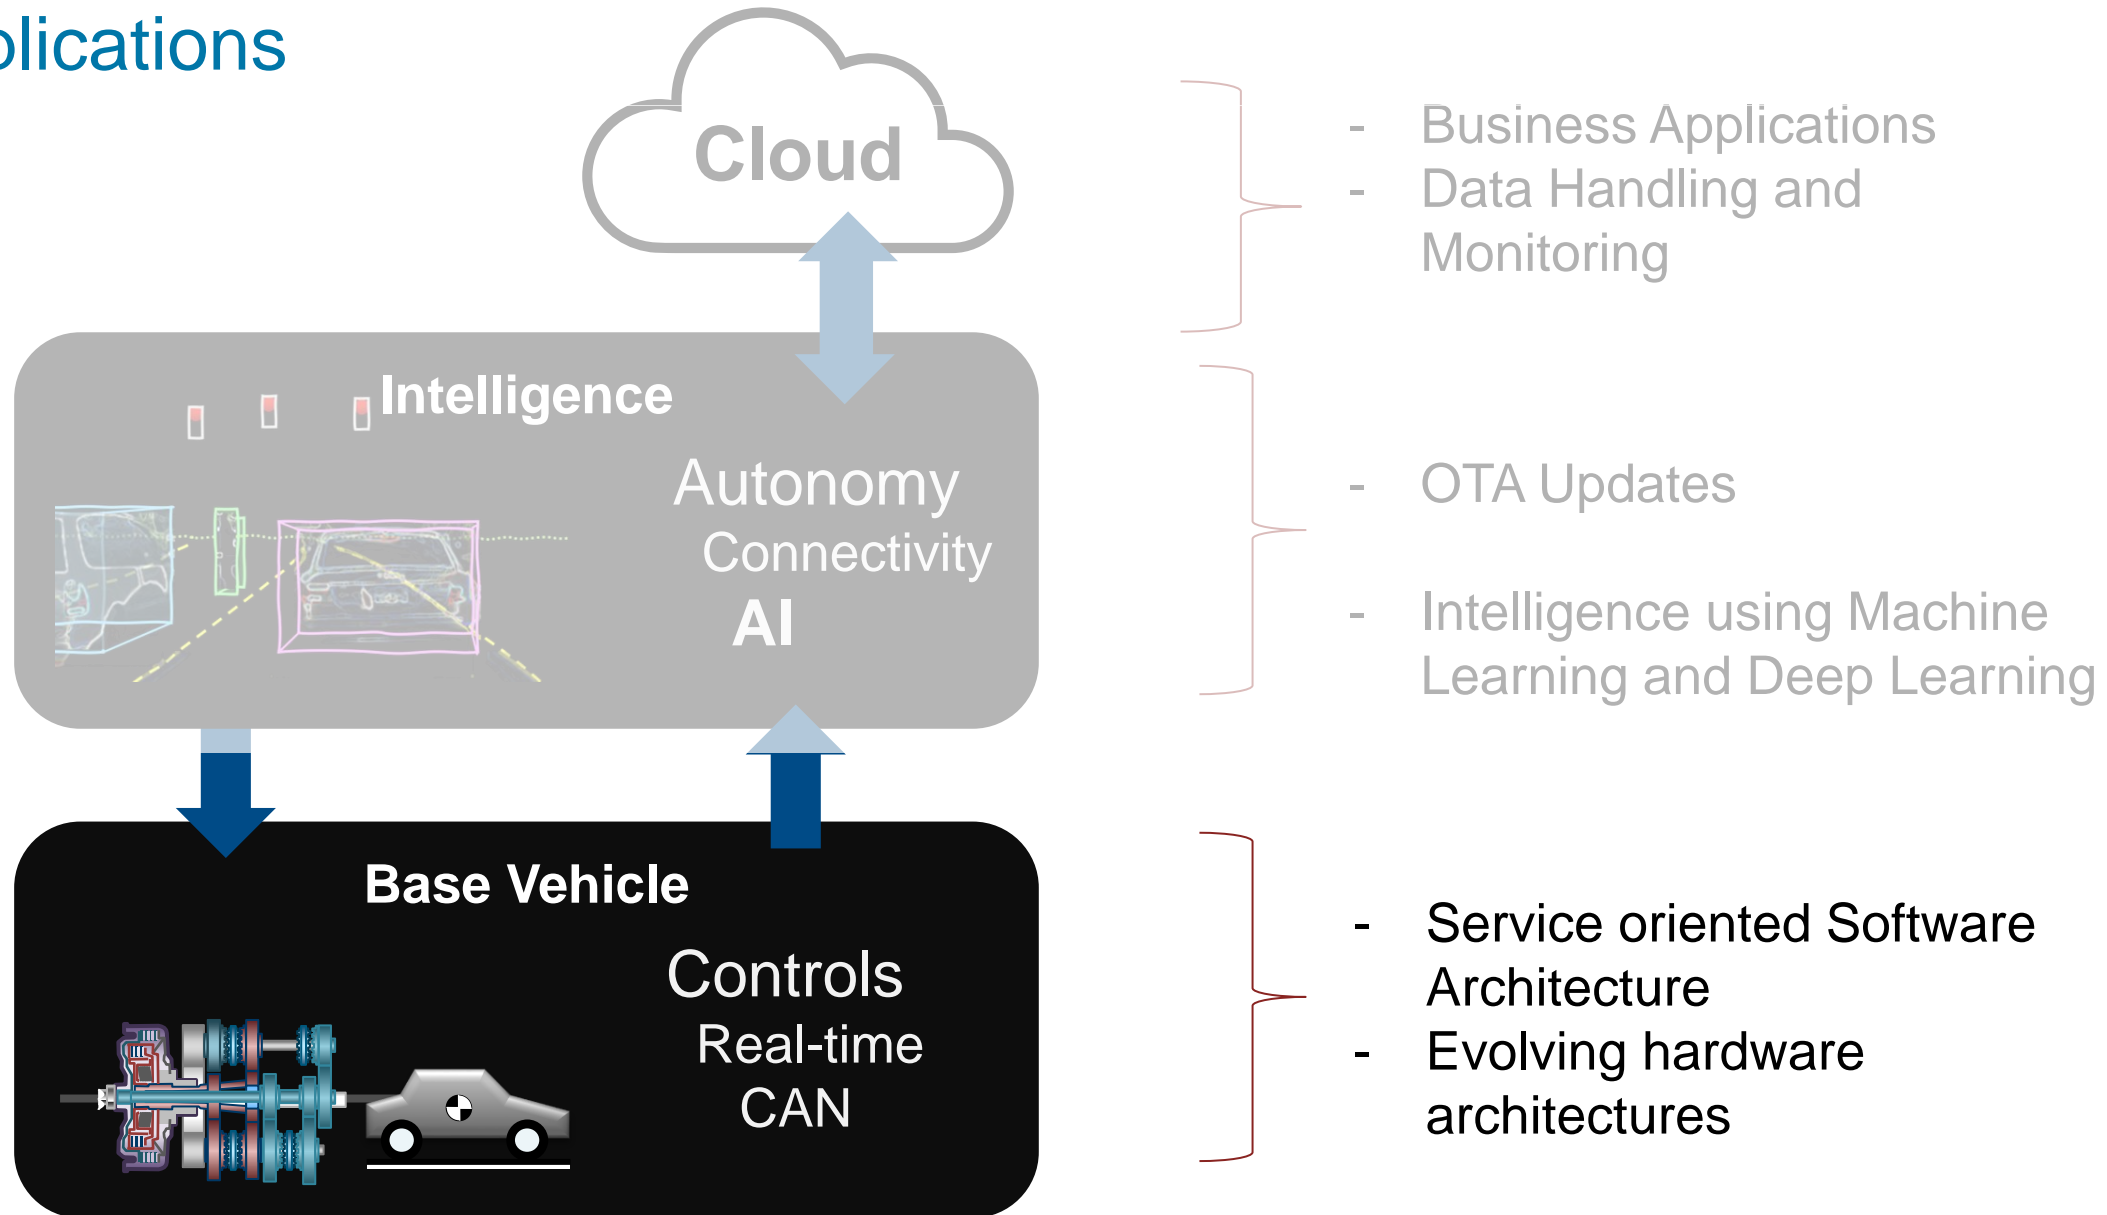 plications
Cloud
- Business Applications
- Data Handling and
Monitoring
Intelligence
Autonomy
Connectivity
AI
- OTA Updates
- Intelligence using Machine
Learning and Deep Learning
Base Vehicle
Controls
Real-time
CAN
- Service oriented Software
Architecture
- Evolving hardware
architectures